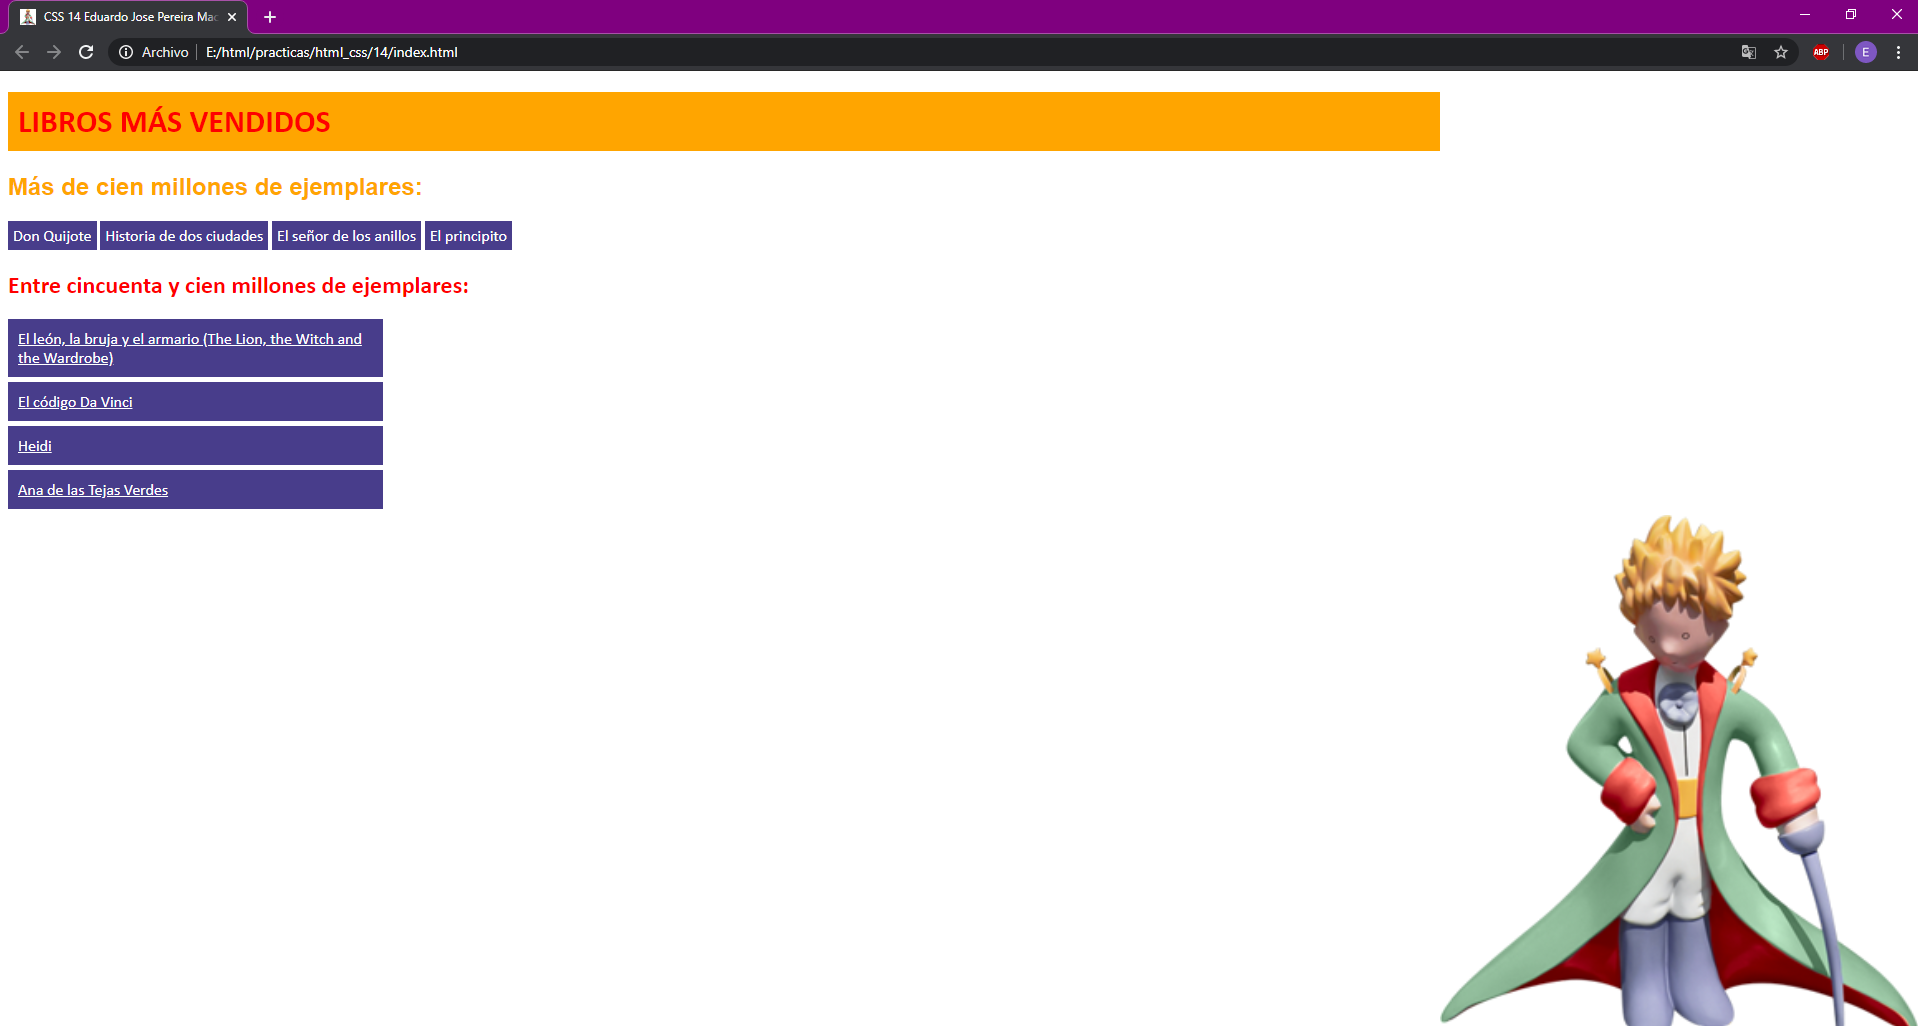 CSS 14 Eduardo Jose Pereira Mac
Archivo E:/html/practicas/html_css/14/index.html ABP E
LIBROS MÁS VENDIDOS
Más de cien millones de ejemplares:
Don Quijote Historia de dos ciudades El señor de los anillos El principito
Entre cincuenta y cien millones de ejemplares:
El león, la bruja y el armario (The Lion, the Witch and
the Wardrobe)
El código Da Vinci
Heidi
Ana de las Tejas Verdes